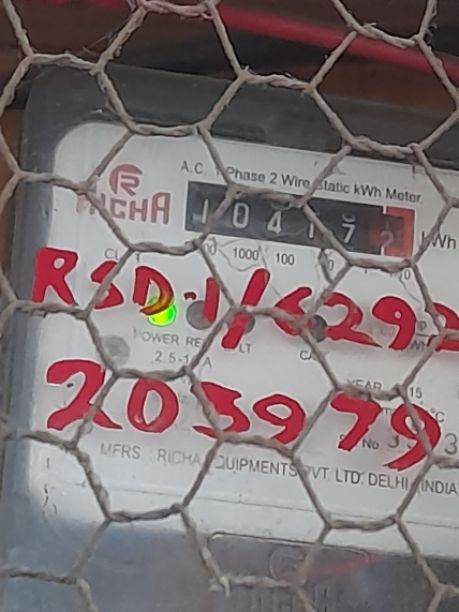 A.C. 1 Phase 2 Wire Static kWh Meter
RICHA
1 0 4 1 7 2
kWh
1000 100
RSD-1/6292
2.5-10A
YEAR 15
203979
MFRS. RICHA EQUIPMENTS PVT. LTD. DELHI INDIA